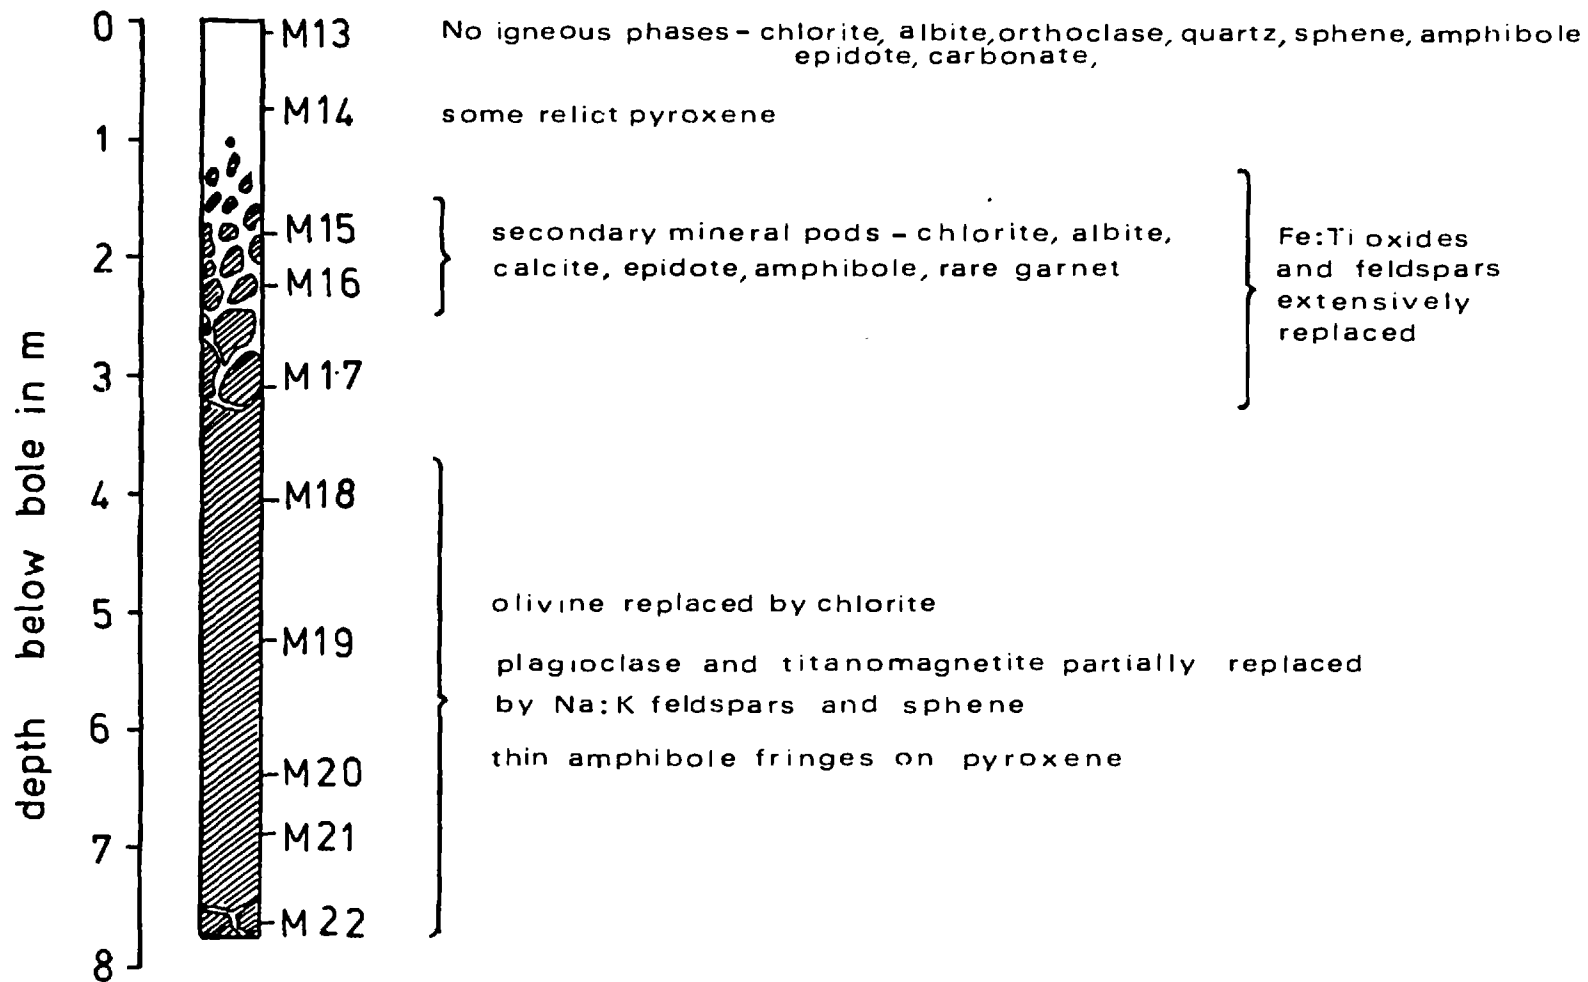 0
M13
No igneous phases – chlorite, albite, orthoclase, quartz, sphene, amphibole
epidote, carbonate,
M14
some relict pyroxene
1
M15
secondary mineral pods – chlorite, albite,
calcite, epidote, amphibole, rare garnet
Fe:Ti oxides
and feldspars
extensively
replaced
2
M16
3
M17
4
M18
5
olivine replaced by chlorite
M19
plagioclase and titanomagnetite partially replaced
by Na:K feldspars and sphene
6
thin amphibole fringes on pyroxene
M20
M21
7
M22
8
depth below bole in m